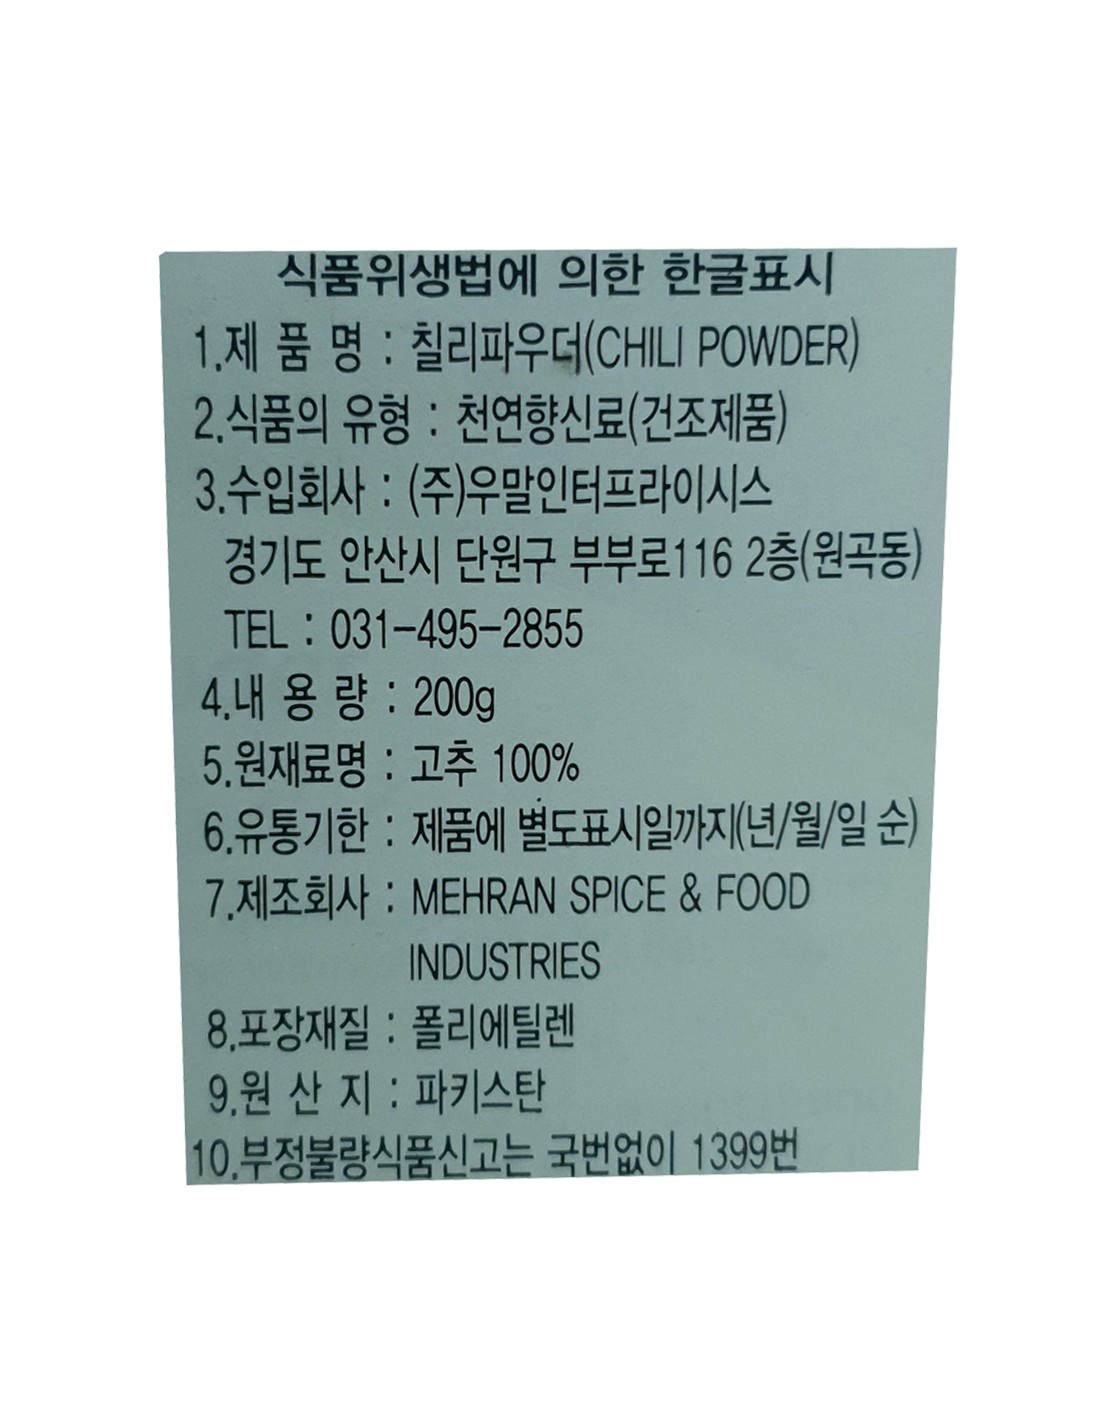 식품위생법에 의한 한글표시
1.제 품 명 : 칠리파우더(CHILI POWDER)
2.식품의 유형 : 천연향신료(건조제품)
3.수입회사 : (주)우말인터프라이시스
경기도 안산시 단원구 부부로116 2층(원곡동)
TEL : 031-495-2855
4.내 용 량 : 200g
5.원재료명 : 고추 100%
6.유통기한 : 제품에 별도표시일까지(년/월/일 순)
7.제조회사 : MEHRAN SPICE & FOOD
INDUSTRIES
8.포장재질 : 폴리에틸렌
9.원 산 지 : 파키스탄
10.부정불량식품신고는 국번없이 1399번